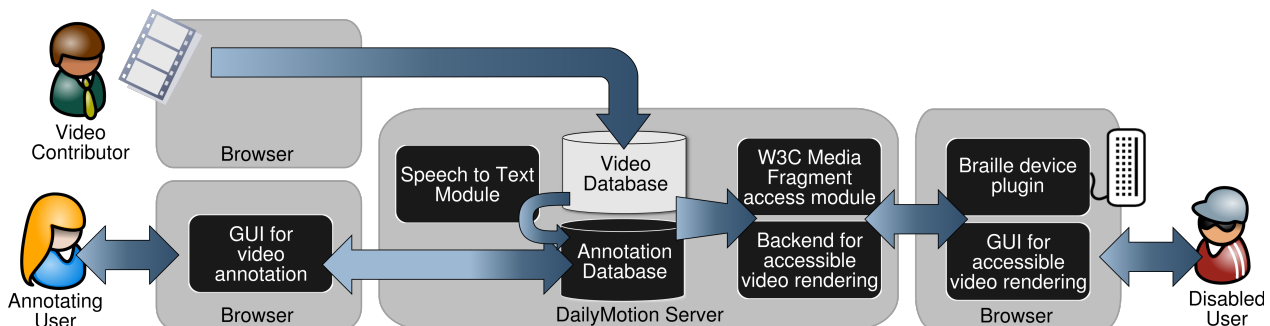 Video
Contributor
Browser
Annotating
User
GUI for
video
annotation
Browser
Speech to Text
Module
Video
Database
Annotation
Database
W3C Media
Fragment
access module
Backend for
accessible
video rendering
DailyMotion Server
Braille device
plugin
GUI for
accessible
video rendering
Browser
Disabled
User